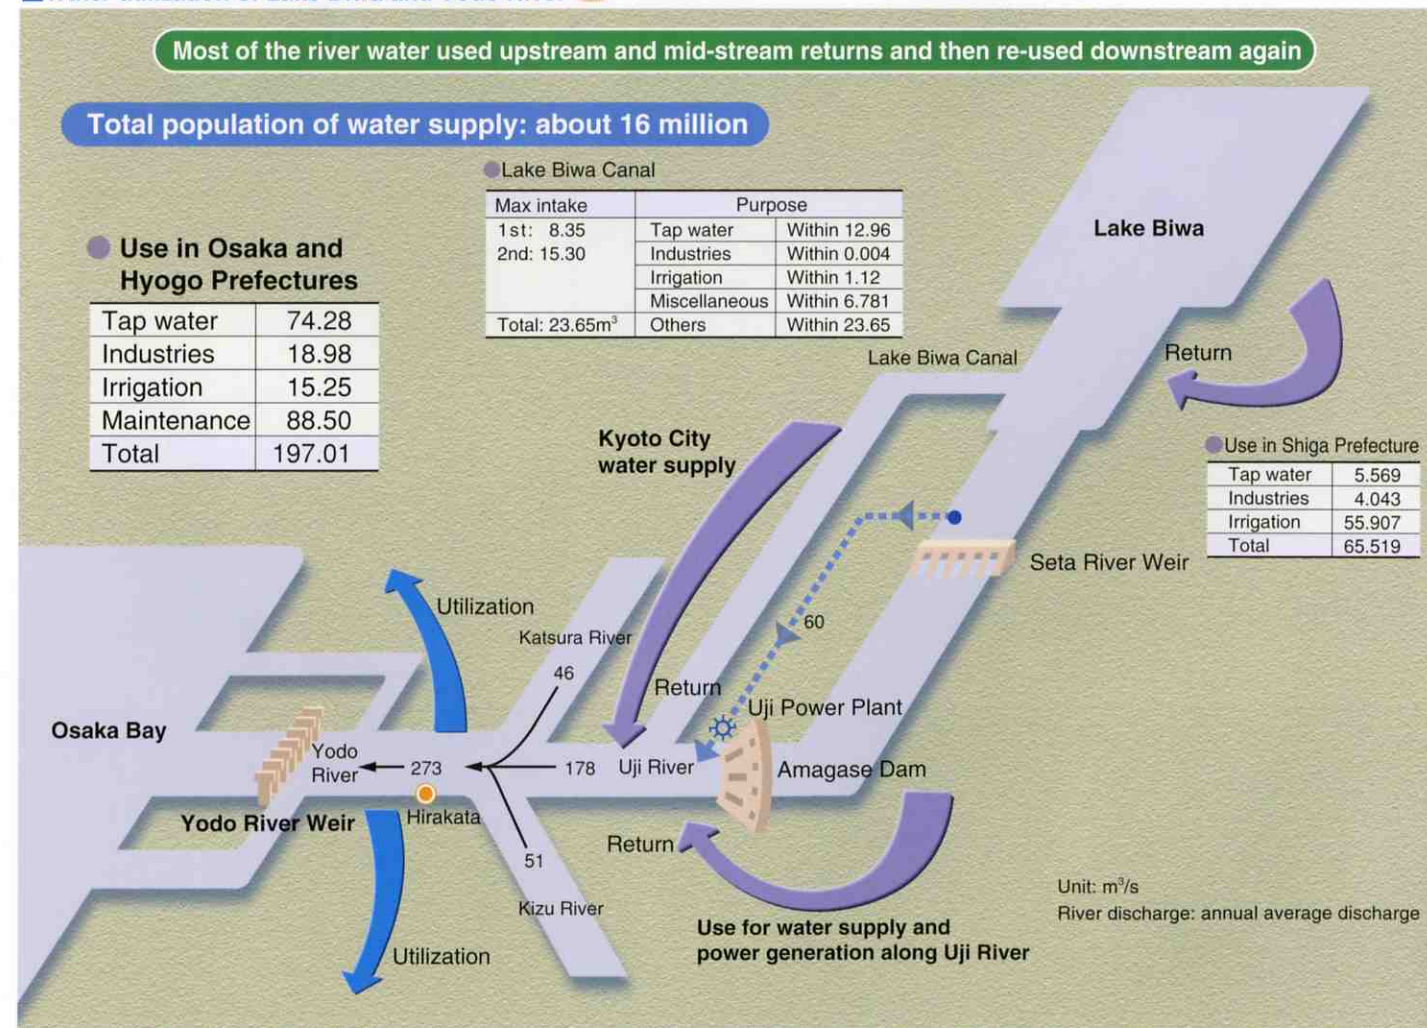 Most of the river water used upstream and mid-stream returns and then re-used downstream again
Total population of water supply: about 16 million
Lake Biwa Canal
Max intake Purpose
1st: 8.35 Tap water Within 12.96
2nd: 15.30 Industries Within 0.004
Irrigation Within 1.12
Miscellaneous Within 6.781
Total: 23.65m³ Others Within 23.65
Use in Osaka and
Hyogo Prefectures
Tap water 74.28
Industries 18.98
Irrigation 15.25
Maintenance 88.50
Total 197.01
Lake Biwa
Lake Biwa Canal
Return
Kyoto City
water supply
Use in Shiga Prefecture
Tap water 5.569
Industries 4.043
Irrigation 55.907
Total 65.519
Seta River Weir
60
Utilization
Katsura River
46
Return
Uji Power Plant
Osaka Bay
Yodo
River
273
178
Uji River
Amagase Dam
Yodo River Weir
Hirakata
Return
51
Kizu River
Utilization
Use for water supply and
power generation along Uji River
Unit: m³/s
River discharge: annual average discharge